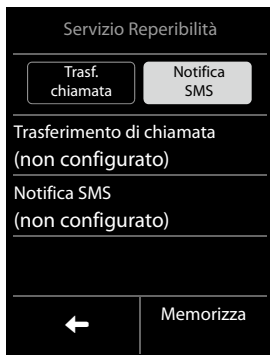 Servizio Reperibilità
Trasf.
chiamata
Notifica
SMS
Trasferimento di chiamata
(non configurato)
Notifica SMS
(non configurato)
Memorizza